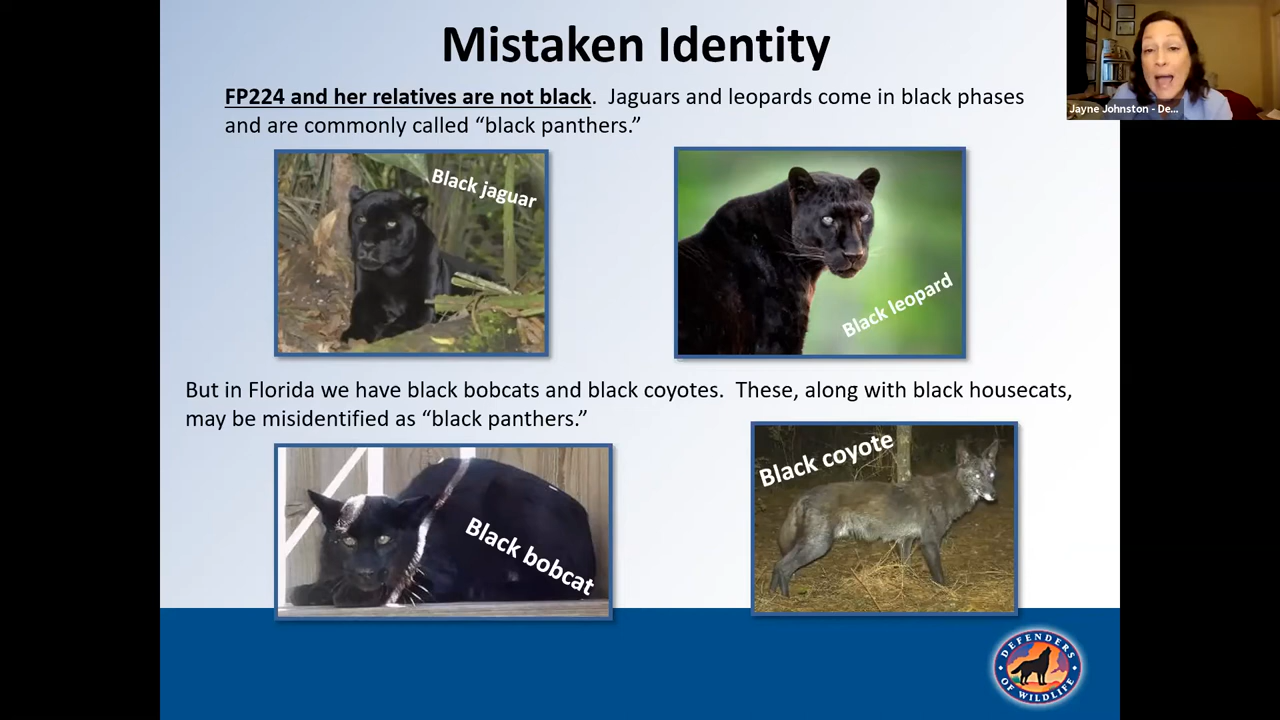 Mistaken Identity
Jayne Johnston - De...
FP224 and her relatives are not black.  Jaguars and leopards come in black phases
and are commonly called “black panthers.”
Black jaguar
Black leopard
But in Florida we have black bobcats and black coyotes.  These, along with black housecats,
may be misidentified as “black panthers.”
Black bobcat
Black coyote
DEFENDERS
OF WILDLIFE